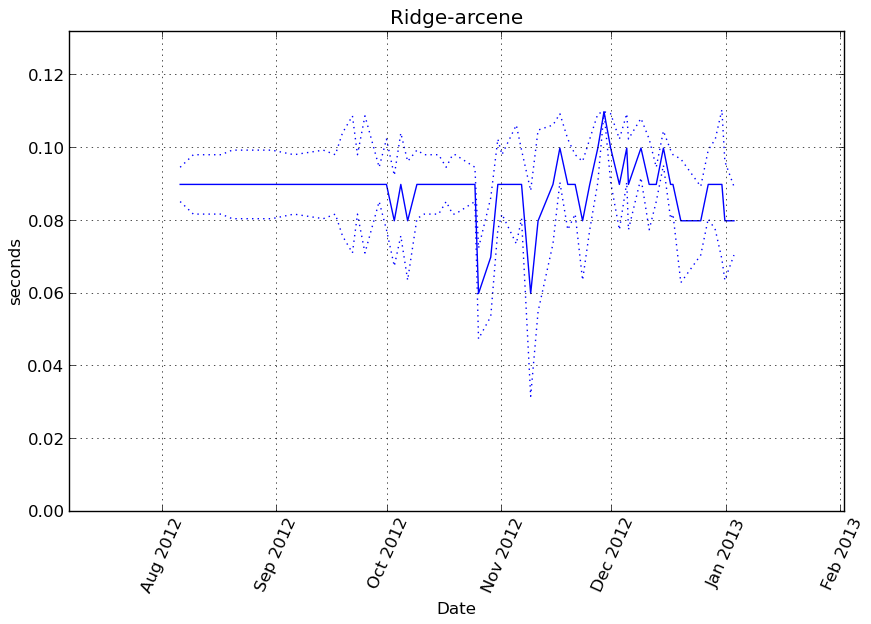 Ridge-arcene
0.12
0.10
0.08
0.06
0.04
0.02
0.00
seconds
Aug 2012
Sep 2012
Oct 2012
Nov 2012
Dec 2012
Jan 2013
Feb 2013
Date